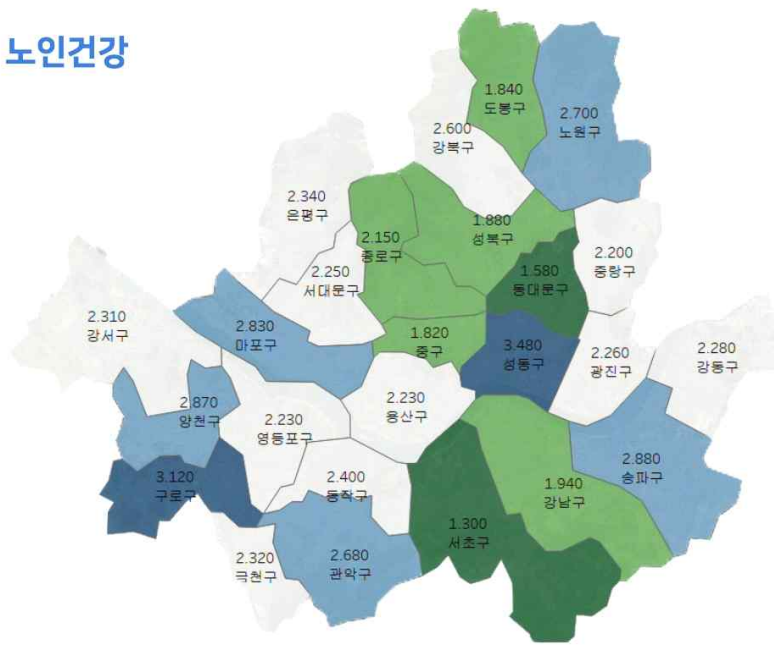 노인건강
1.840
도봉구
2.700
노원구
2.600
강북구
2.340
은평구
1.880
성북구
2.150
종로구
2.200
중랑구
2.250
서대문구
1.580
동대문구
2.310
강서구
2.830
마포구
1.820
중구
3.480
성동구
2.260
광진구
2.280
강동구
2.870
양천구
2.230
영등포구
2.230
용산구
3.120
구로구
2.400
동작구
1.940
강남구
2.880
송파구
1.300
서초구
2.320
극천구
2.680
관악구